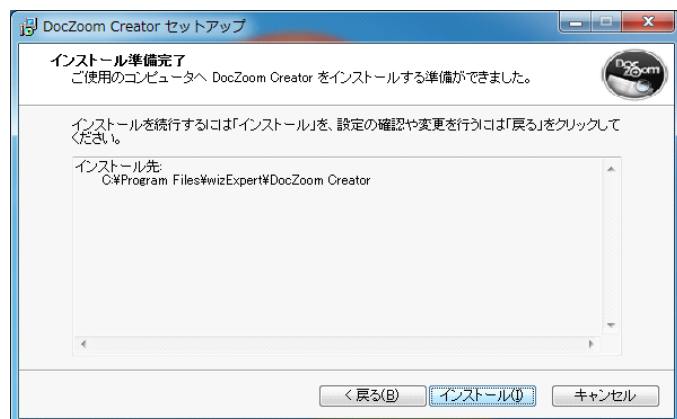 DocZoom Creator セットアップ
インストール準備完了
ご使用のコンピュータへ DocZoom Creator をインストールする準備ができました。
DocZoom
インストールを続行するには「インストール」を、設定の確認や変更を行うには「戻る」をクリックして
ください。
インストール先:
C:¥Program Files¥wizExpert¥DocZoom Creator
< 戻る(B)
インストール(I)
キャンセル